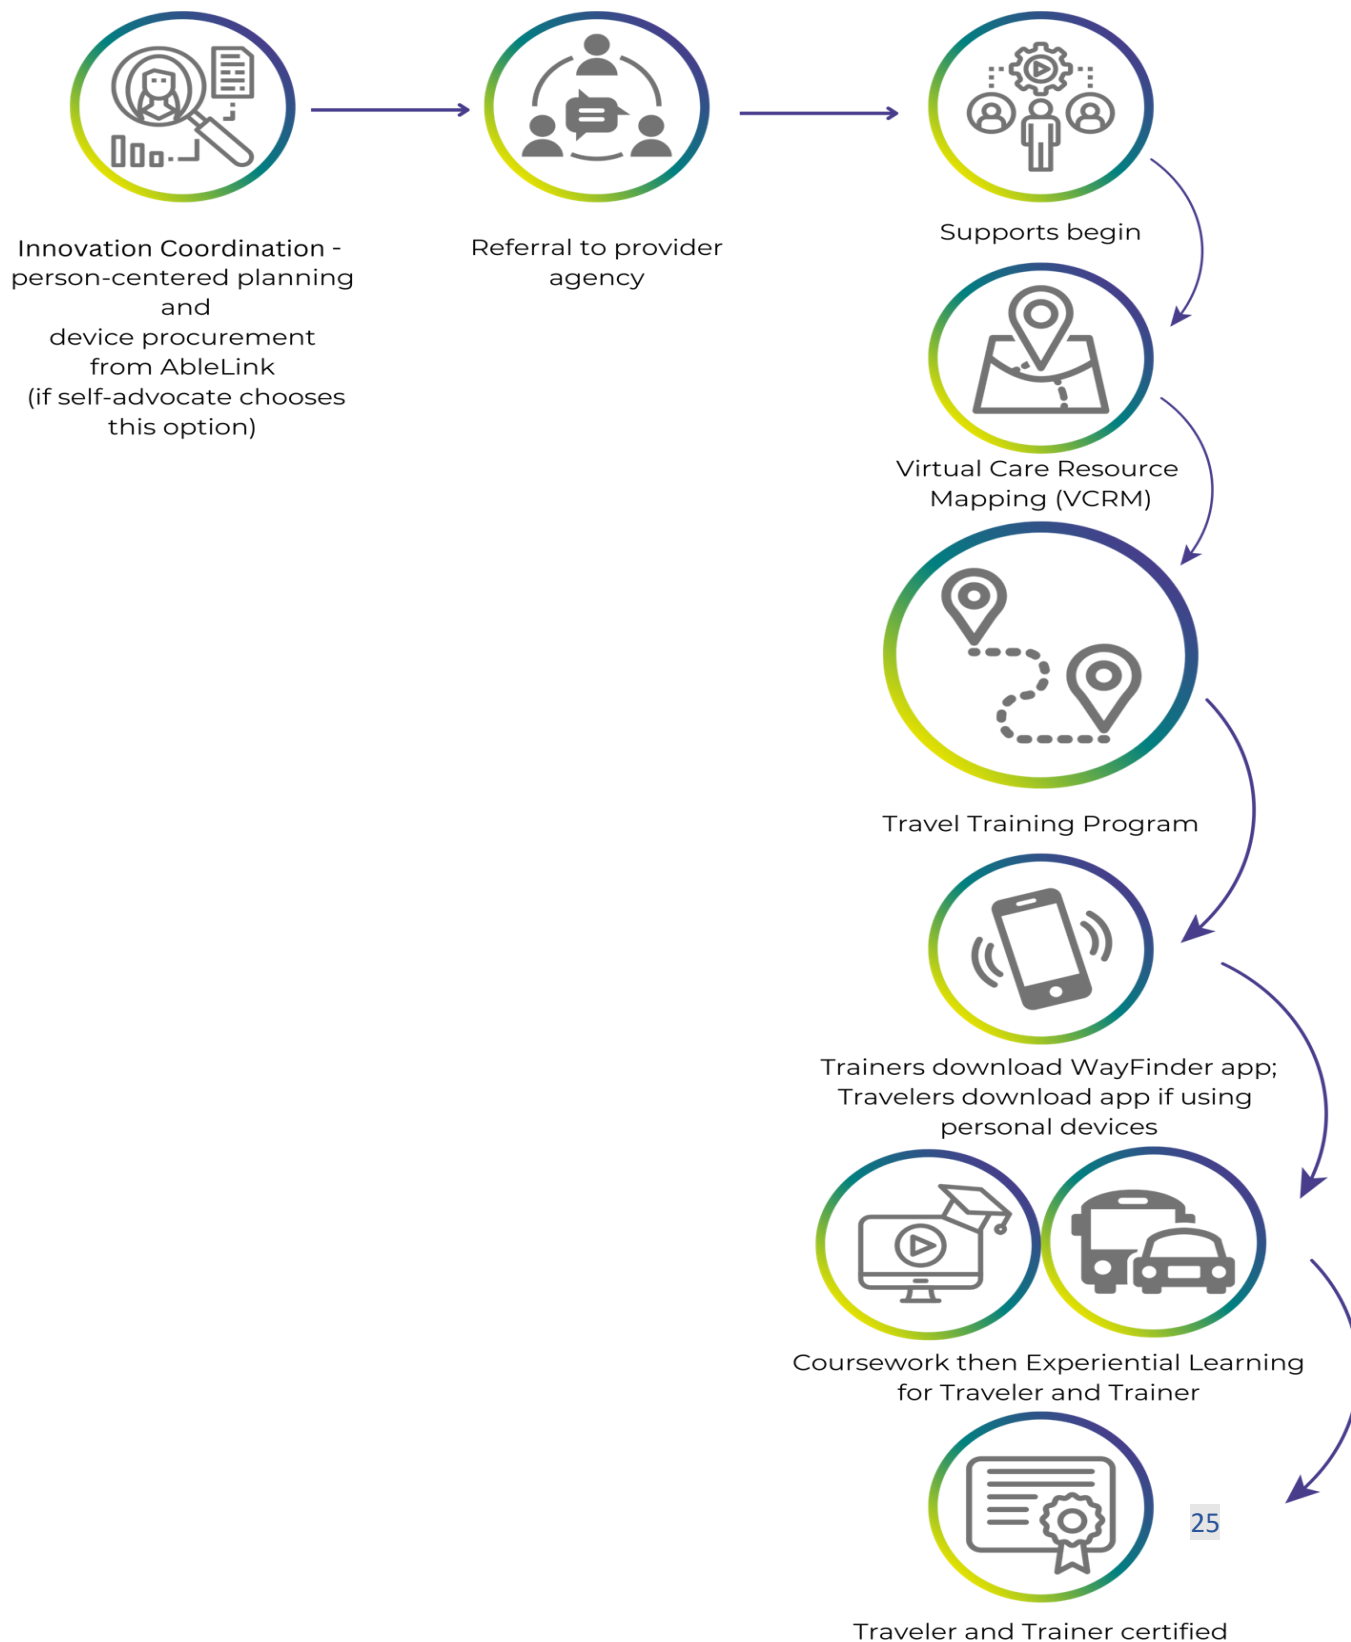 Innovation Coordination -
person-centered planning
and
device procurement
from AbleLink
(if self-advocate chooses
this option)
Referral to provider
agency
Supports begin
Virtual Care Resource
Mapping (VCRM)
Travel Training Program
Trainers download WayFinder app;
Travelers download app if using
personal devices
Coursework then Experiential Learning
for Traveler and Trainer
25
Traveler and Trainer certified